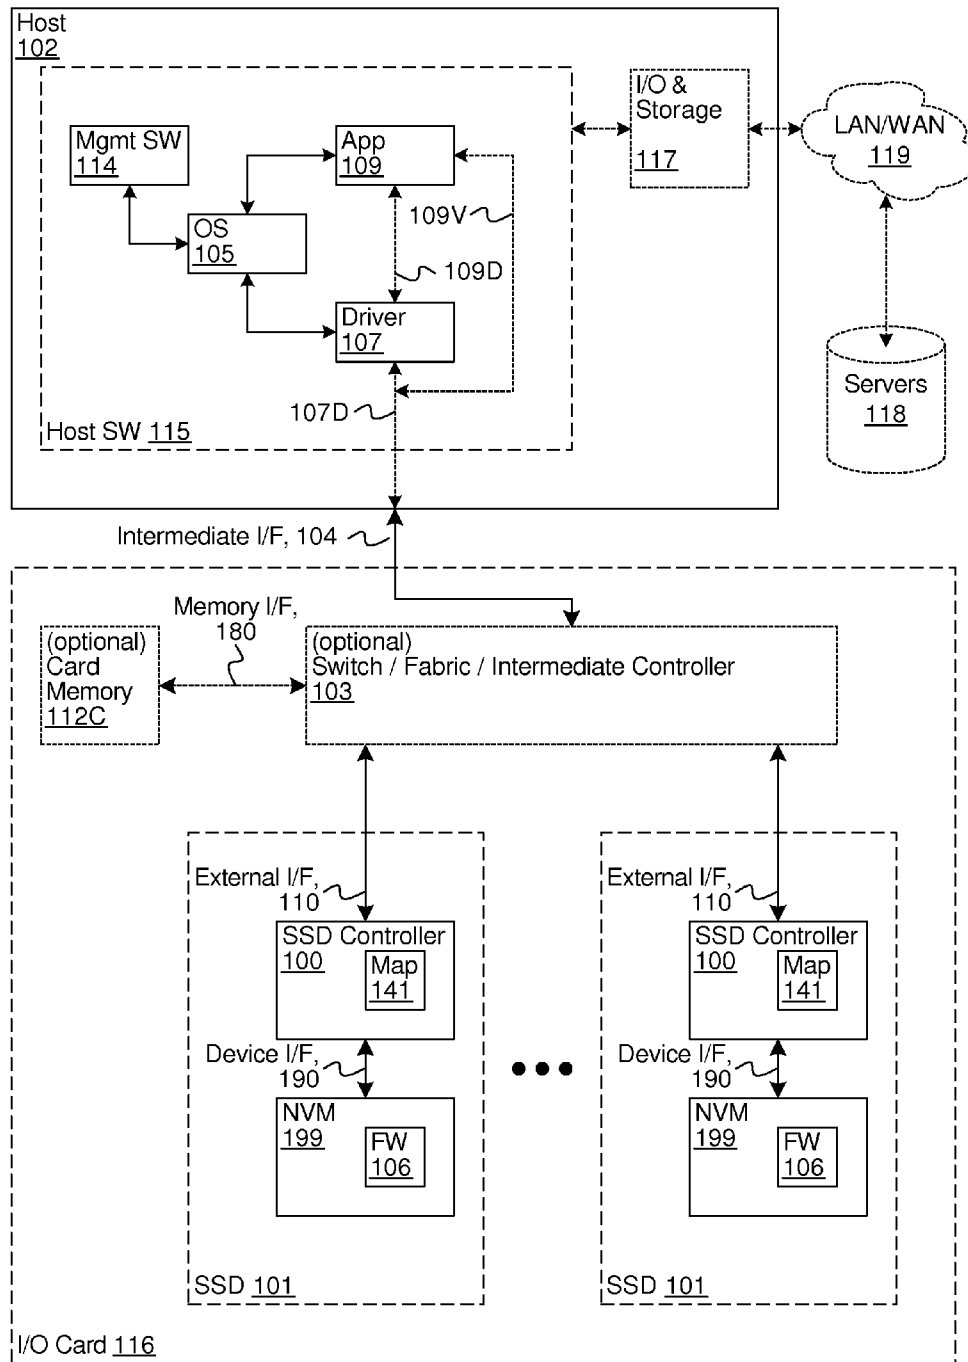 Host
102
I/O &
Storage
117
LAN/WAN
119
Mgmt SW
114
App
109
109V
OS
105
109D
Driver
107
107D
Servers
118
Host SW 115
Intermediate I/F, 104
Memory I/F,
180
(optional)
Card
Memory
112C
(optional)
Switch / Fabric / Intermediate Controller
103
External I/F,
110
SSD Controller
100
Map
141
Device I/F,
190
NVM
199
FW
106
SSD 101
External I/F,
110
SSD Controller
100
Map
141
Device I/F,
190
NVM
199
FW
106
SSD 101
I/O Card 116